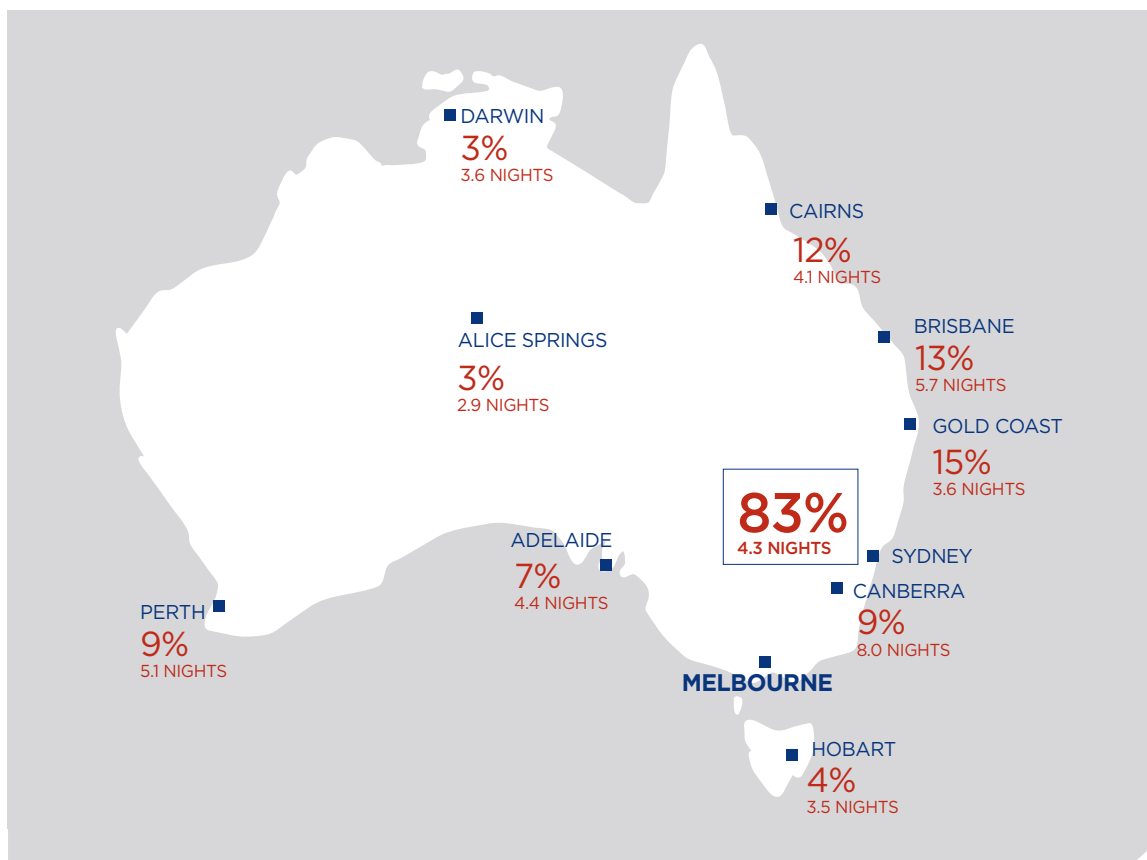 DARWIN
3%
3.6 NIGHTS
CAIRNS
12%
4.1 NIGHTS
ALICE SPRINGS
3%
2.9 NIGHTS
BRISBANE
13%
5.7 NIGHTS
GOLD COAST
15%
3.6 NIGHTS
83%
4.3 NIGHTS
SYDNEY
ADELAIDE
7%
4.4 NIGHTS
CANBERRA
9%
8.0 NIGHTS
PERTH
9%
5.1 NIGHTS
MELBOURNE
HOBART
4%
3.5 NIGHTS